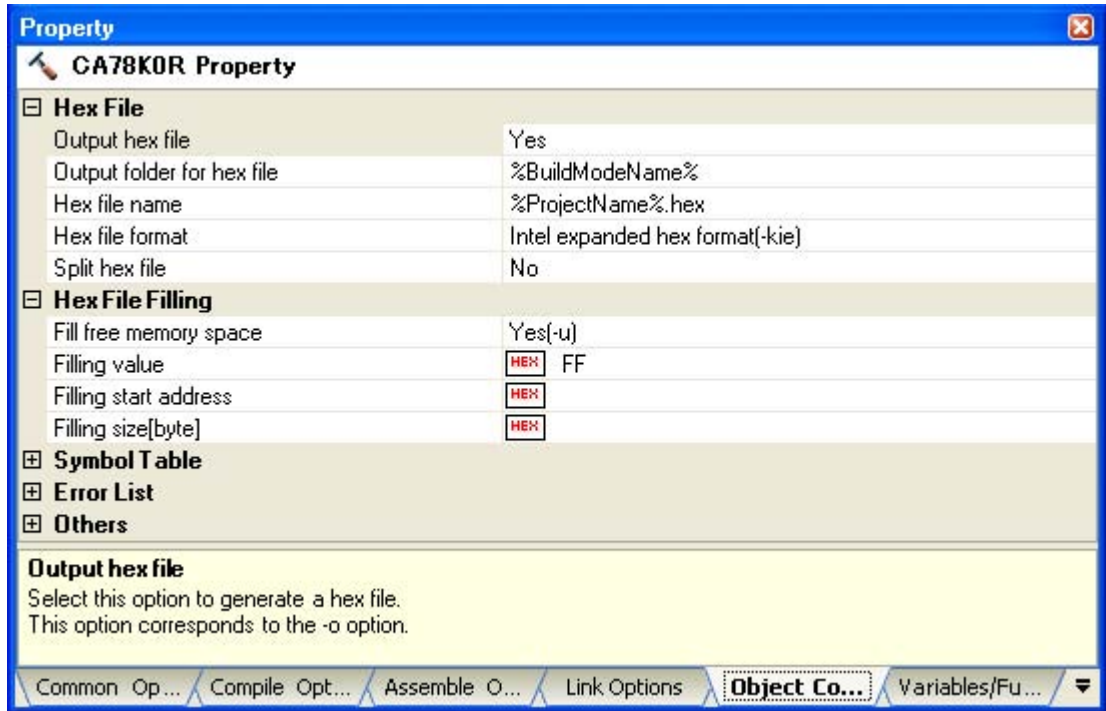 Property
CA78K0R Property
Hex File
Output hex file Yes
Output folder for hex file %BuildModeName%
Hex file name %ProjectName%.hex
Hex file format Intel expanded hex format(-kie)
Split hex file No
Hex File Filling
Fill free memory space Yes(-u)
Filling value HEX FF
Filling start address HEX
Filling size[byte] HEX
Symbol Table
Error List
Others
Output hex file
Select this option to generate a hex file.
This option corresponds to the -o option.
Common Op... Compile Opt... Assemble O... Link Options Object Co... Variables/Fu...